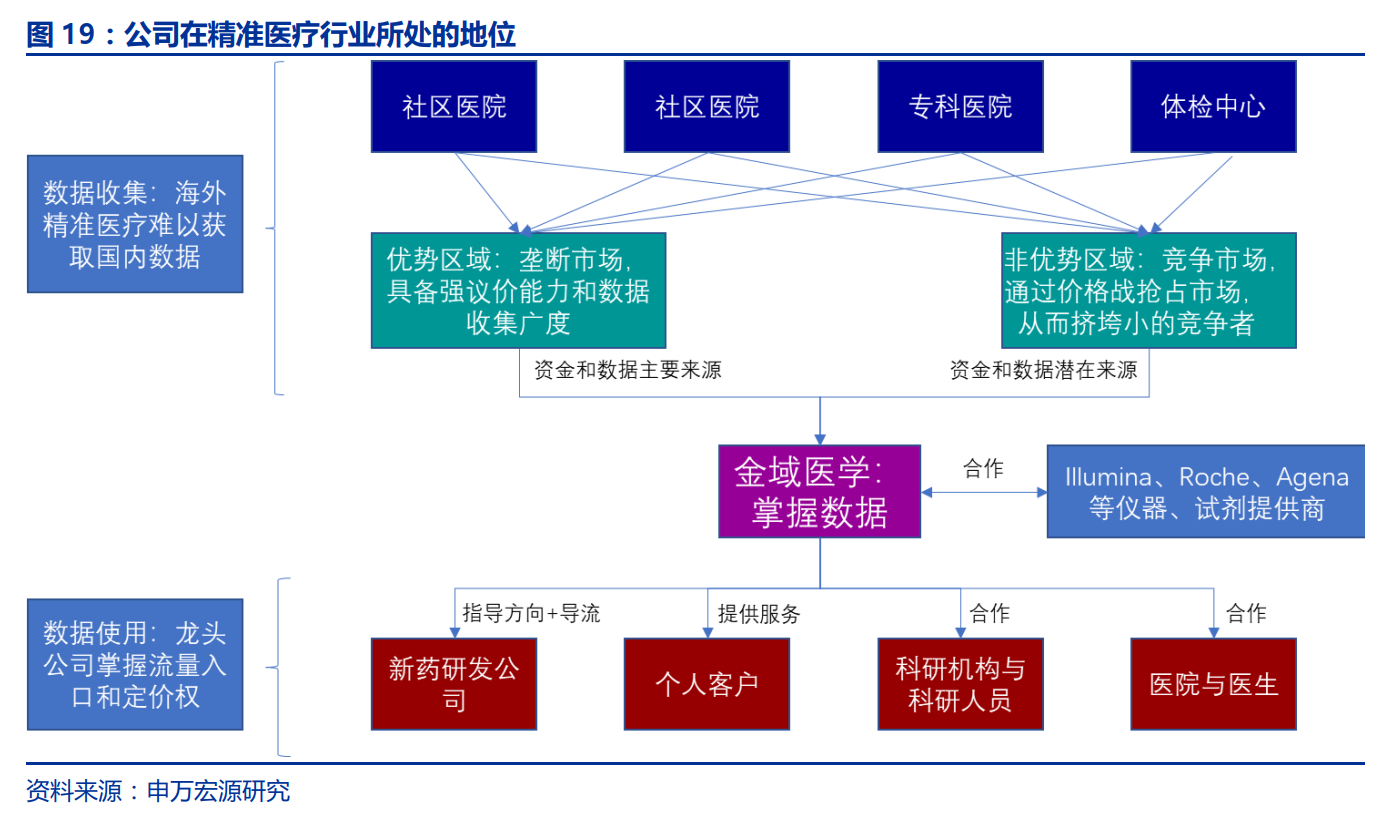 图 19：公司在精准医疗行业所处的地位
社区医院
社区医院
专科医院
体检中心
数据收集：海外
精准医疗难以获
取国内数据
优势区域：垄断市场，
具备强议价能力和数据
收集广度
非优势区域：竞争市场，
通过价格战抢占市场，
从而挤垮小的竞争者
资金和数据主要来源
资金和数据潜在来源
金域医学：
掌握数据
合作
Illumina、Roche、Agena
等仪器、试剂提供商
数据使用：龙头
公司掌握流量入
口和定价权
指导方向+导流
提供服务
合作
合作
新药研发公
司
个人客户
科研机构与
科研人员
医院与医生
资料来源：申万宏源研究